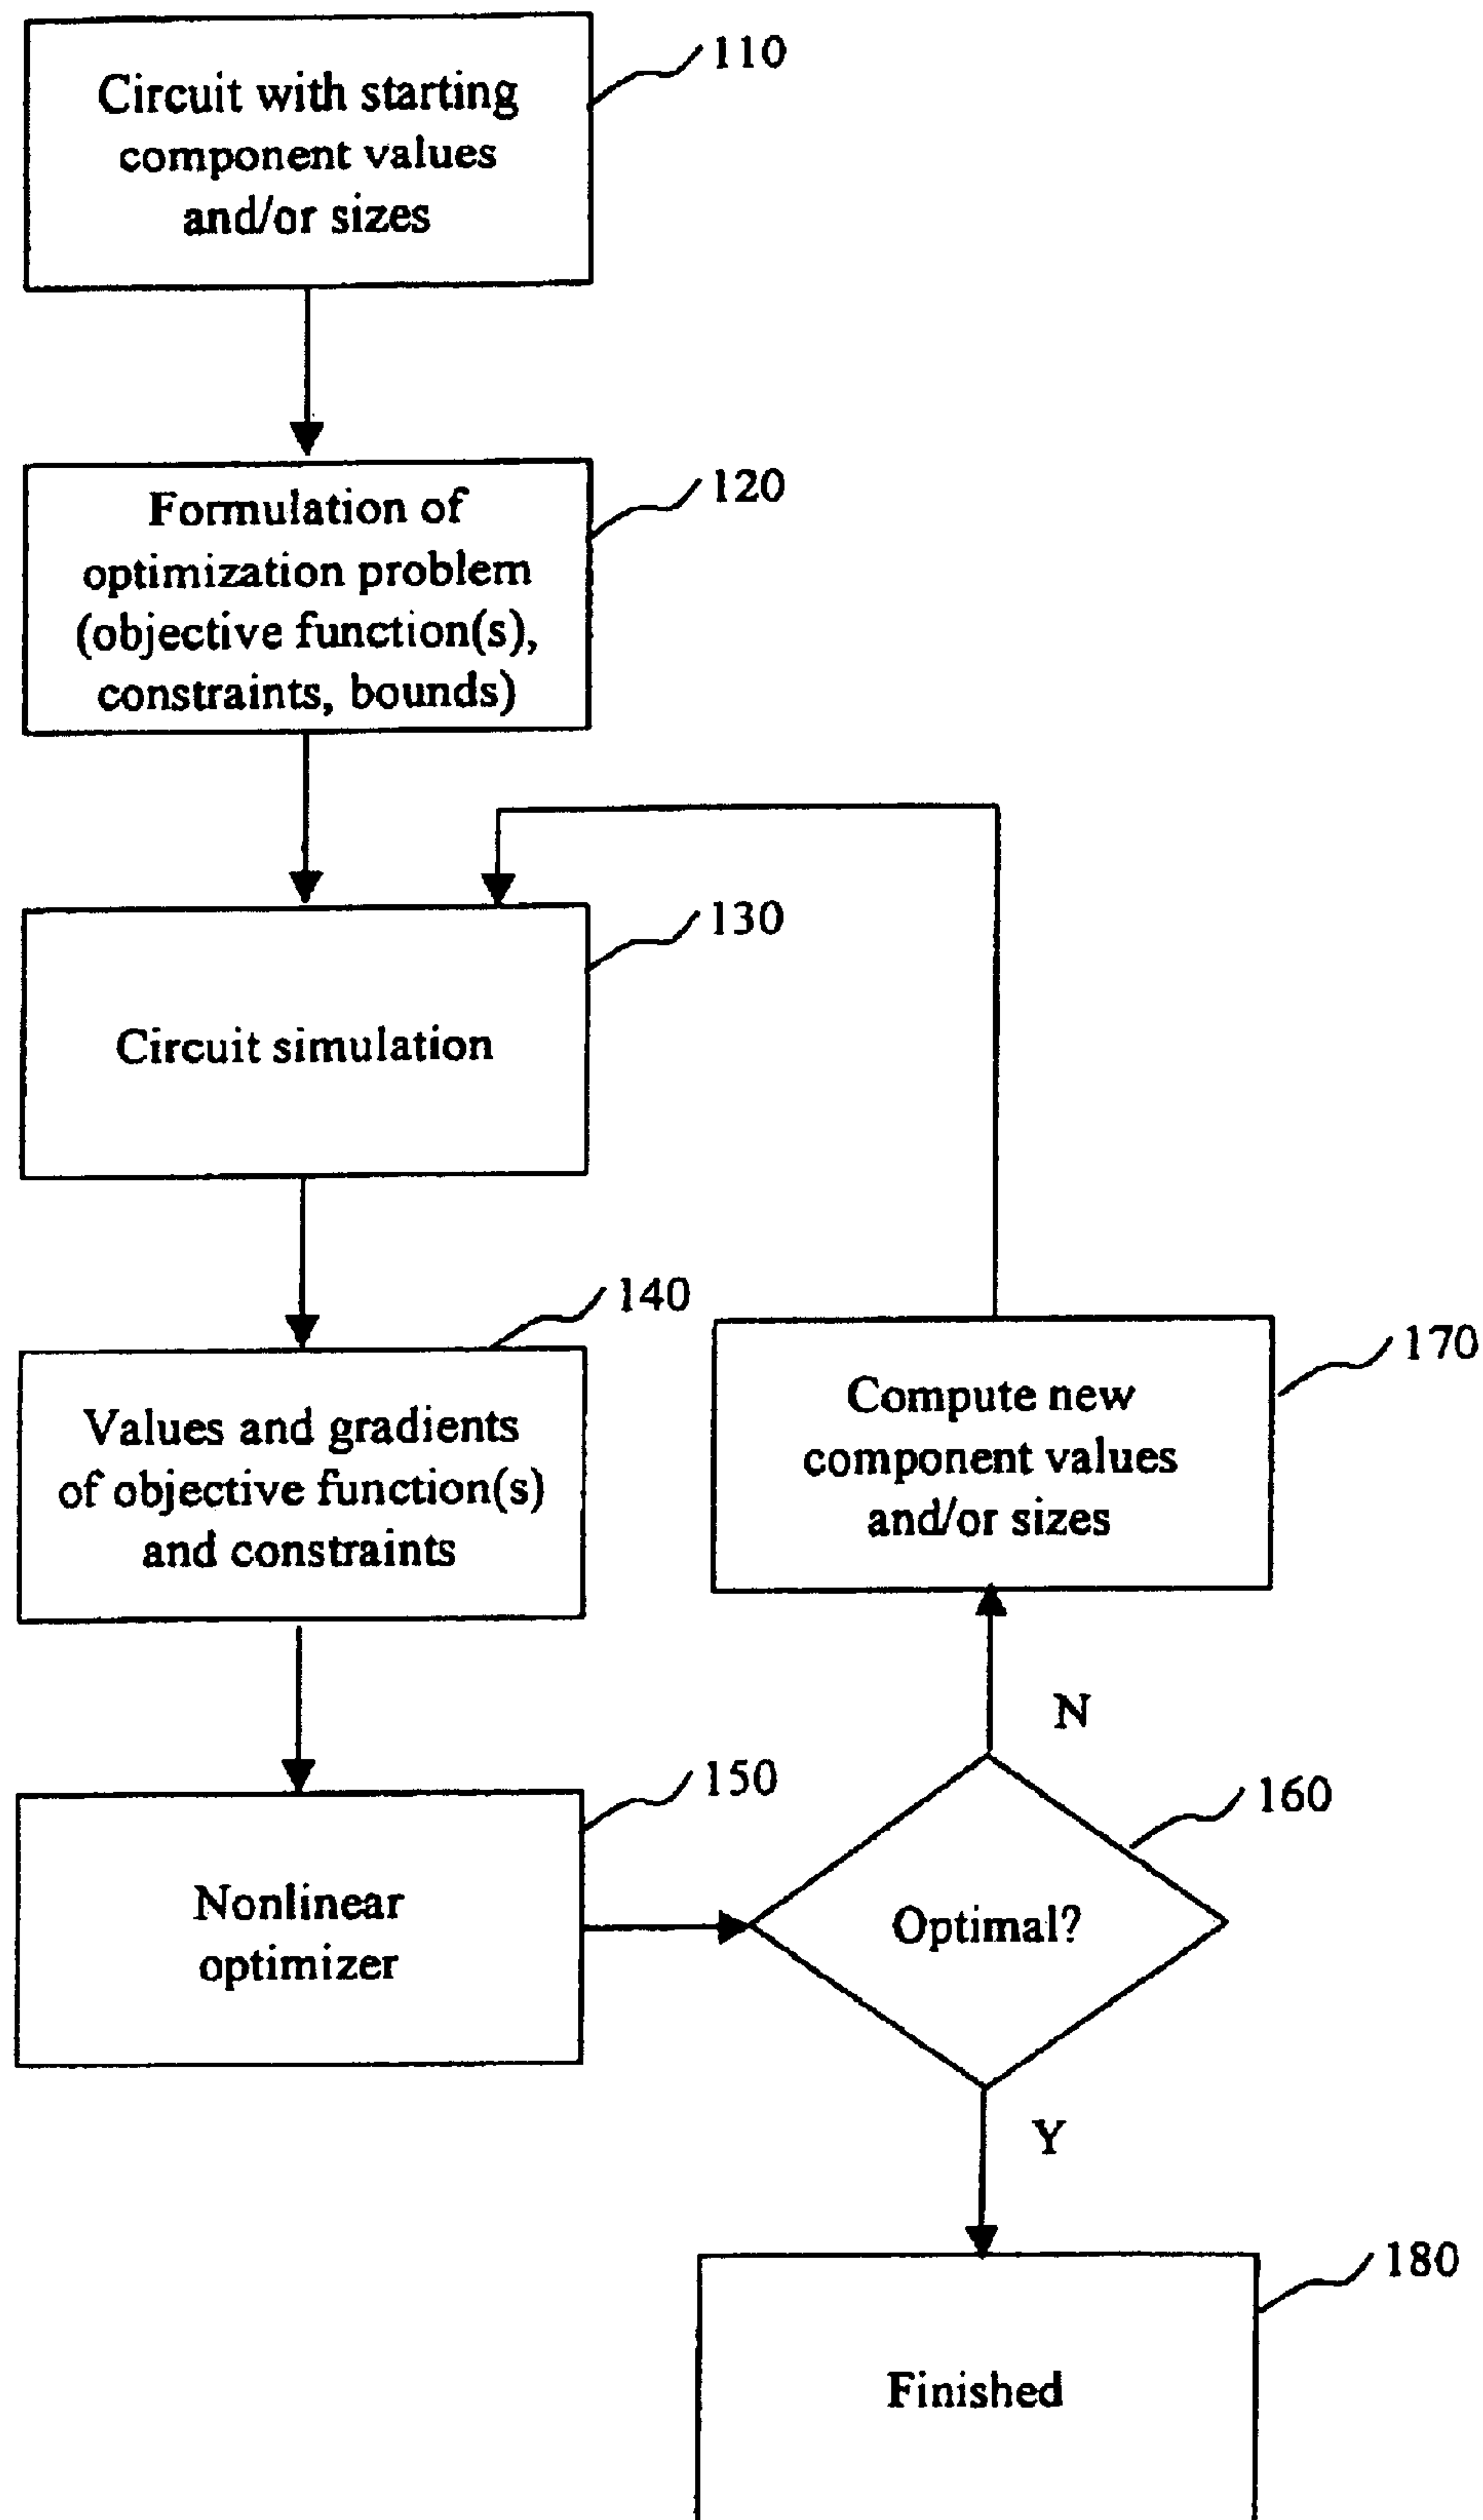 Circuit with starting
component values
and/or sizes
110
Formulation of
optimization problem
(objective function(s),
constraints, bounds)
120
Circuit simulation
130
Values and gradients
of objective function(s)
and constraints
140
Compute new
component values
and/or sizes
170
N
Nonlinear
optimizer
150
Optimal?
160
Y
Finished
180